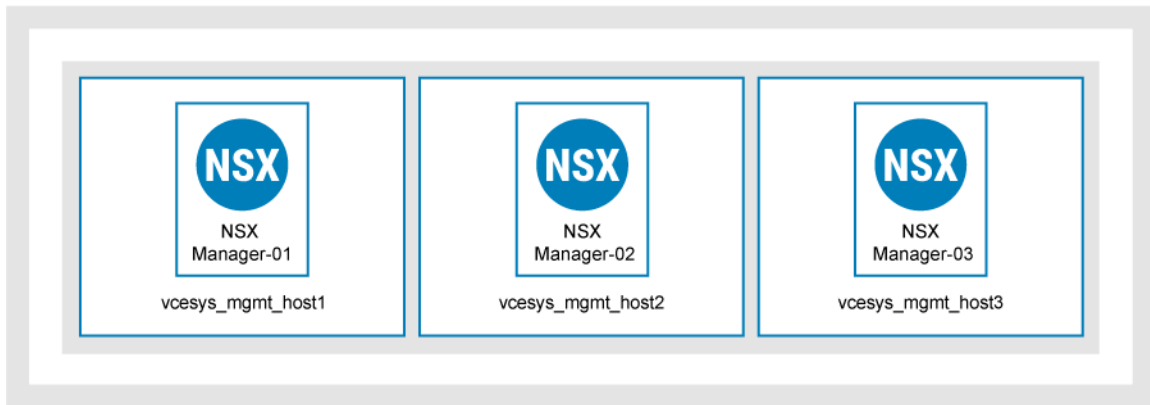 NSX
NSX
Manager-01
vcesys_mgmt_host1
NSX
NSX
Manager-02
vcesys_mgmt_host2
NSX
NSX
Manager-03
vcesys_mgmt_host3